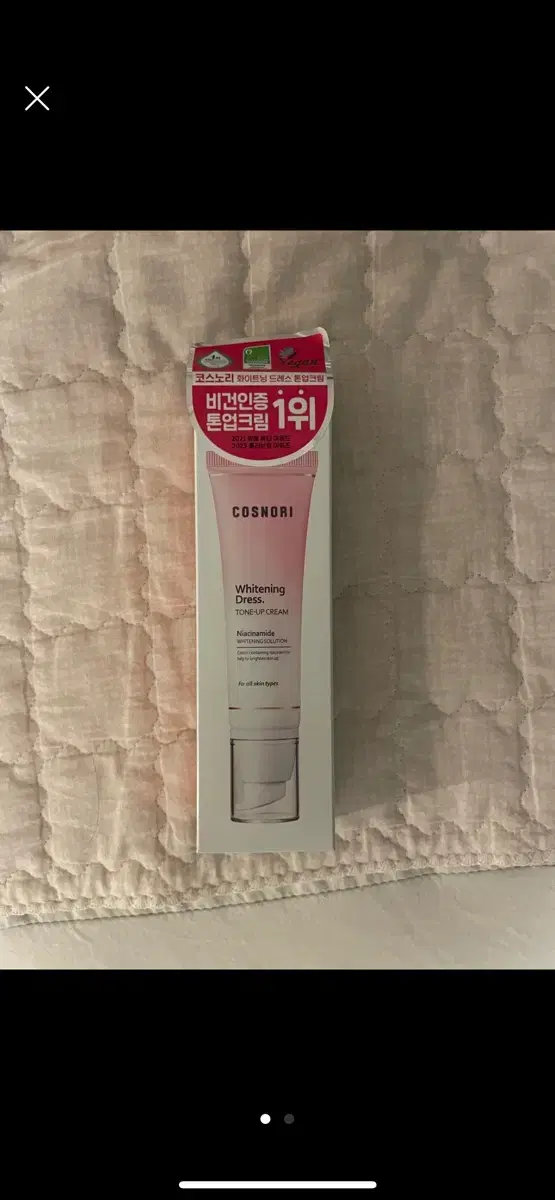 egan
코스노리 화이트닝 드레스 톤업크림
비건인증
톤업크림 1위
COSNORI
Whitening
Dress.
TONE-UP CREAM
Niacinamide
WHITENING SOLUTION
for all skin types